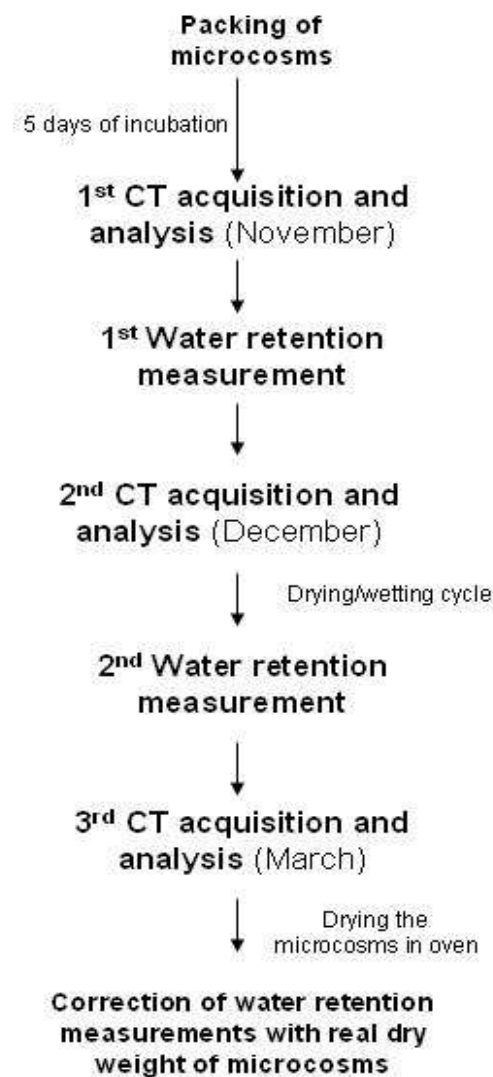 Packing of
microcosms
5 days of incubation
1st CT acquisition and
analysis (November)
1st Water retention
measurement
2nd CT acquisition and
analysis (December)
Drying/wetting cycle
2nd Water retention
measurement
3rd CT acquisition and
analysis (March)
Drying the
microcosms in oven
Correction of water retention
measurements with real dry
weight of microcosms